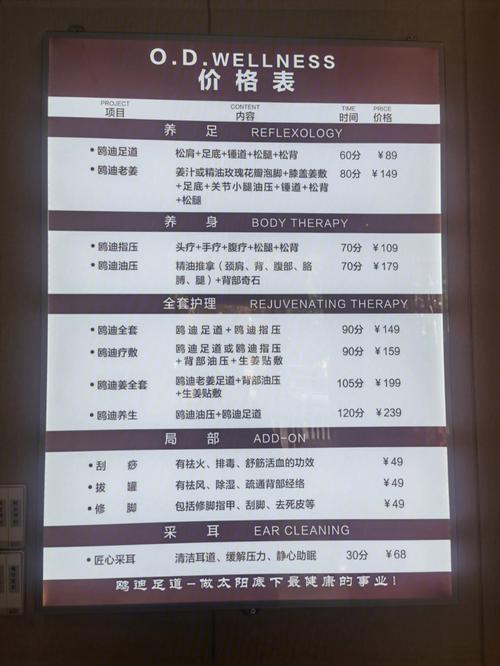 O.D.WELLNESS
价格表
PROJECT CONTENT TIME PRICE
项目 内容 时间 价格
养足 REFLEXOLOGY
• 鸥迪足道 松肩+足底+锤道+松腿+松背 60分 ¥89
• 鸥迪老姜 姜汁或精油玫瑰花瓣泡脚+膝盖姜敷 80分 ¥149
+足底+关节小腿油压+锤道+松背
+松腿
养身 BODY THERAPY
• 鸥迪指压 头疗+手疗+腹疗+松腿+松背 70分 ¥109
• 鸥迪油压 精油推拿（颈肩、背、腹部、胳 70分 ¥179
膊、腿）+背部奇石
全套护理 REJUVENATING THERAPY
• 鸥迪全套 鸥迪足道+鸥迪指压 90分 ¥149
• 鸥迪疗敷 鸥迪足道或鸥迪指压 90分 ¥159
+背部油压+生姜贴敷
• 鸥迪姜全套 鸥迪老姜足道+背部油压 105分 ¥199
+生姜贴敷
• 鸥迪养生 鸥迪油压+鸥迪足道 120分 ¥239
局部 ADD-ON
• 刮痧 有祛火、排毒、舒筋活血的功效 ¥49
• 拔罐 有祛风、除湿、疏通背部经络 ¥49
• 修脚 包括修脚指甲、刮脚、去死皮等 ¥49
采耳 EAR CLEANING
• 匠心采耳 清洁耳道、缓解压力、静心助眠 30分 ¥68
鸥迪足道-做太阳底下最健康的事业！